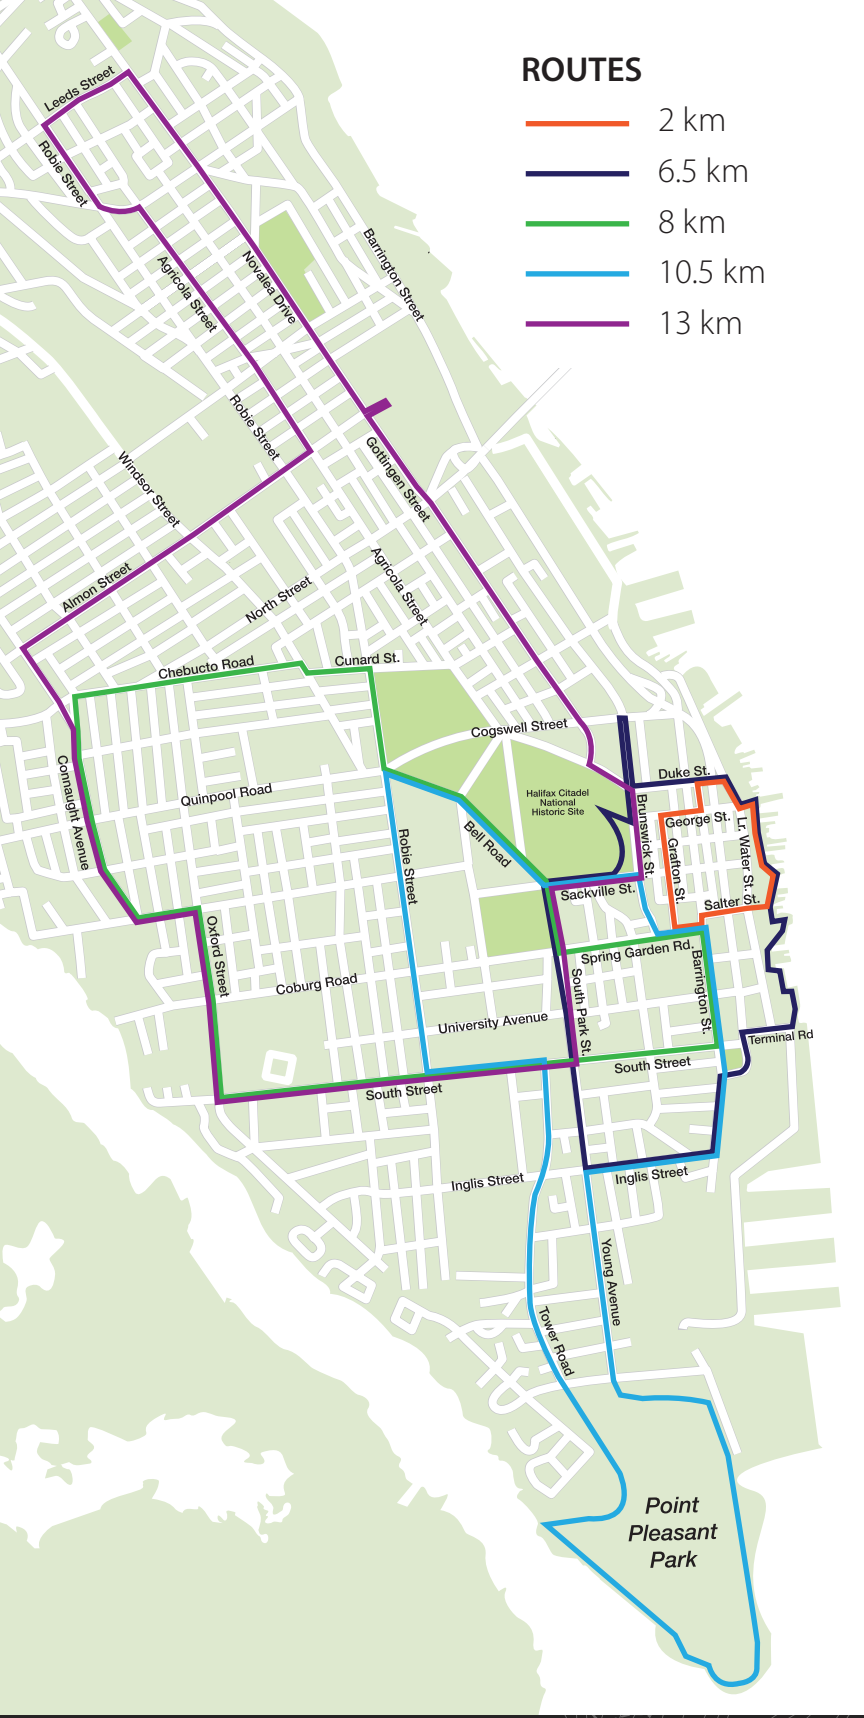 ROUTES
2 km
6.5 km
8 km
10.5 km
13 km
Leeds Street
Robie Street
Agricola Street
Novalea Drive
Barrington Street
Robie Street
Gottingen Street
Windsor Street
Almon Street
North Street
Agricola Street
Chebucto Road
Cunard St.
Cogswell Street
Connaught Avenue
Quinpool Road
Halifax Citadel
National
Historic Site
Duke St.
Brunswick St.
George St.
Grafton St.
Lr. Water St.
Bell Road
Robie Street
Sackville St.
Salter St.
Oxford Street
Spring Garden Rd.
Barrington St.
Coburg Road
South Park St.
University Avenue
Terminal Rd
South Street
South Street
Inglis Street
Inglis Street
Young Avenue
Tower Road
Point
Pleasant
Park